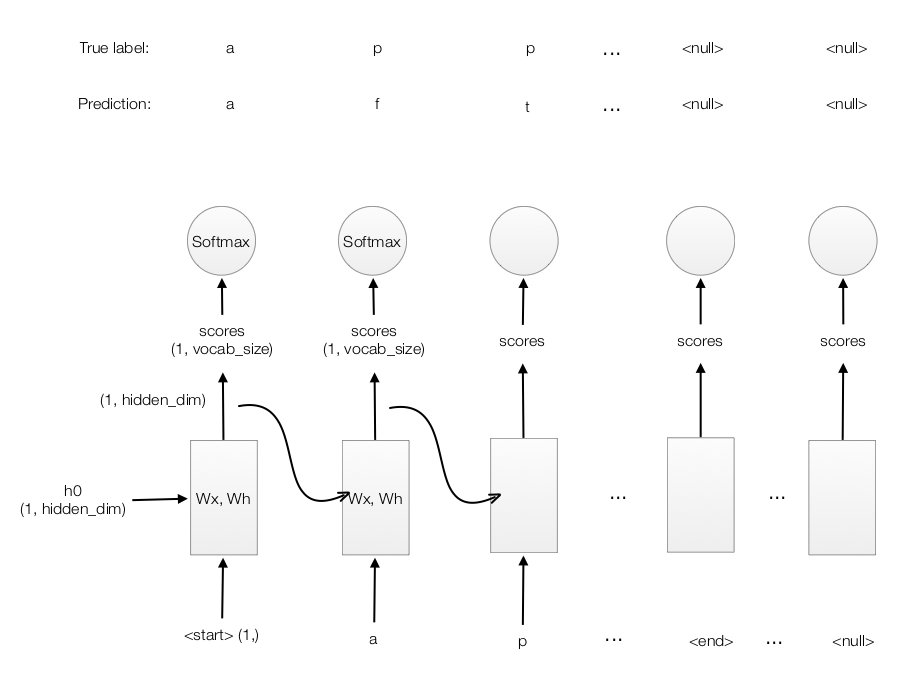 True label: a p p ... <null> <null>
Prediction: a f t ... <null> <null>
Softmax Softmax
scores scores scores scores scores
(1, vocab_size) (1, vocab_size)
(1, hidden_dim)
h0
(1, hidden_dim)
Wx, Wh Wx, Wh ... ...
<start> (1,) a p ... <end> ... <null>